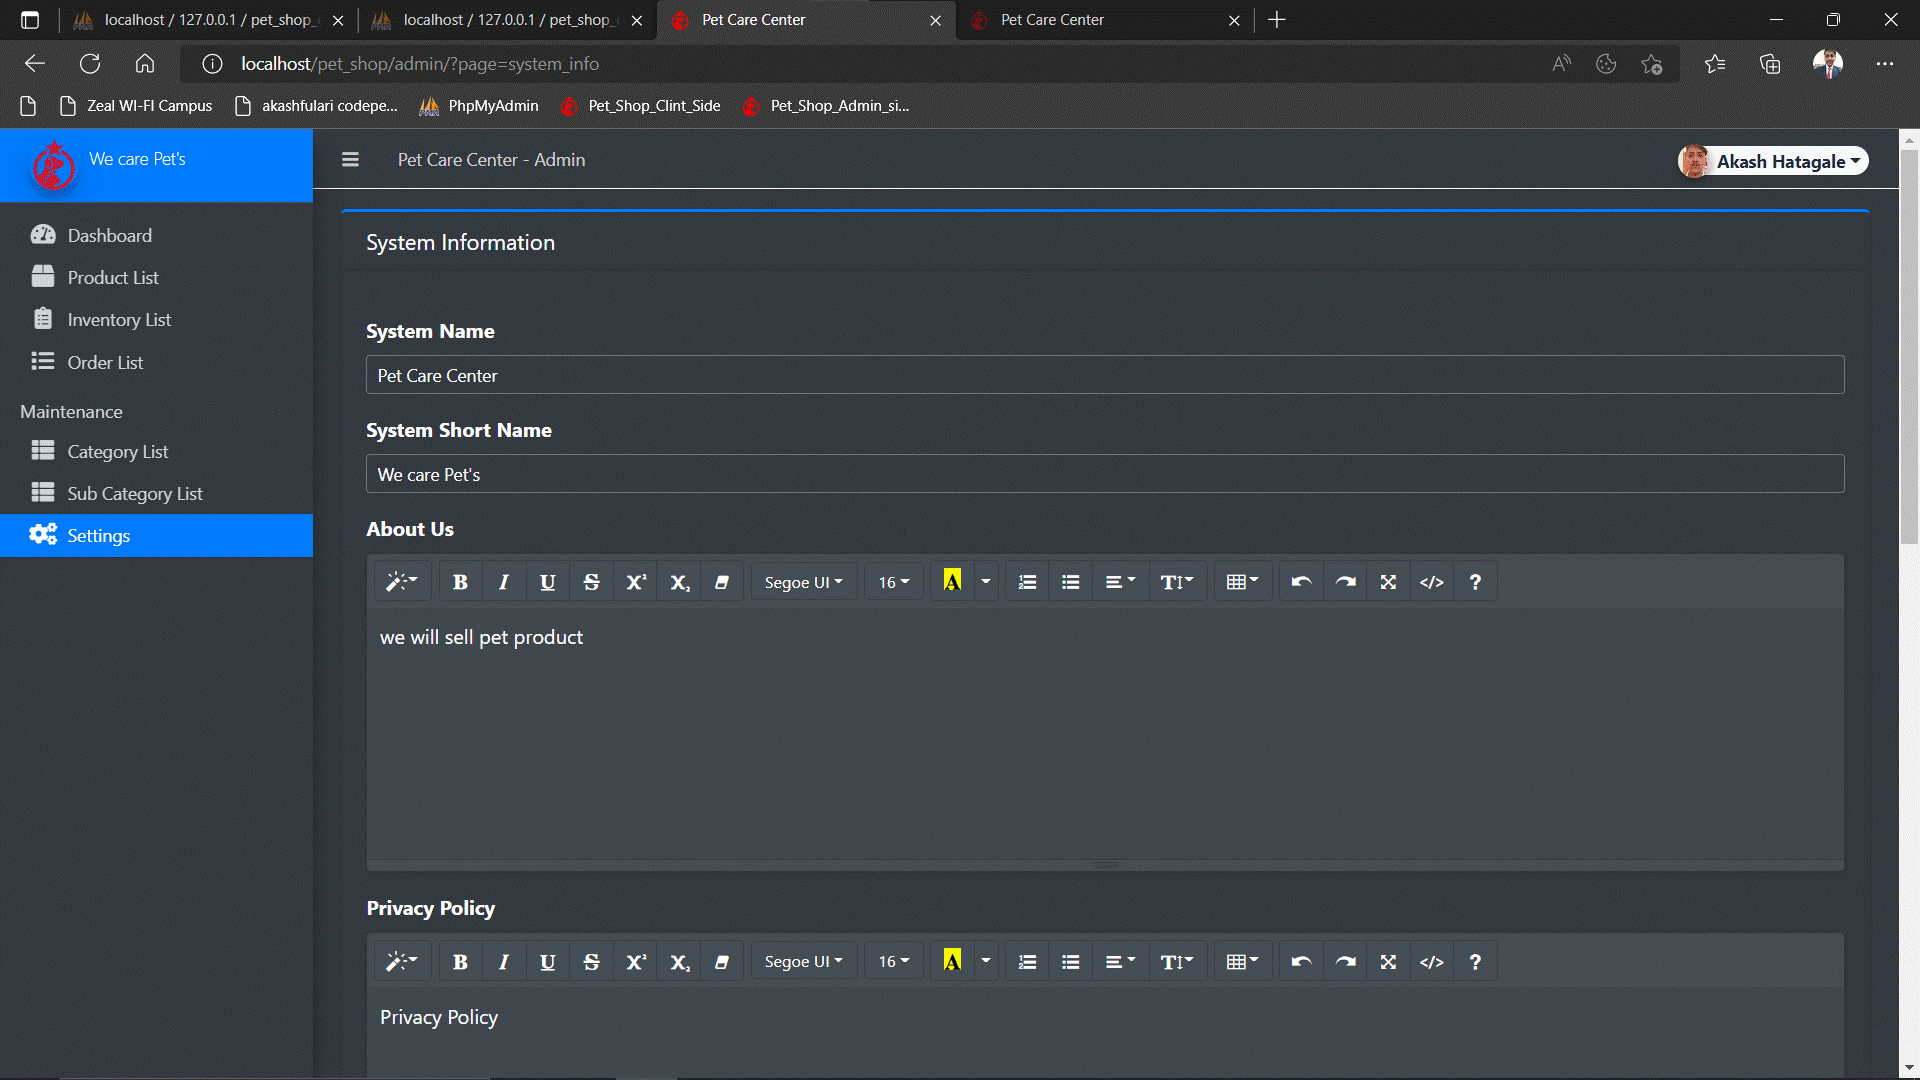 localhost / 127.0.0.1 / pet_shop_
localhost / 127.0.0.1 / pet_shop_
Pet Care Center
Pet Care Center
localhost/pet_shop/admin/?page=system_info
Zeal WI-FI Campus
akashfulari codepe...
PhpMyAdmin
Pet_Shop_Clint_Side
Pet_Shop_Admin_si...
We care Pet's
Pet Care Center - Admin
Akash Hatagale
Dashboard
Product List
Inventory List
Order List
Maintenance
Category List
Sub Category List
Settings
System Information
System Name
Pet Care Center
System Short Name
We care Pet's
About Us
B I U S X² X₂ Segoe UI 16 A T </> ?
we will sell pet product
Privacy Policy
B I U S X² X₂ Segoe UI 16 A T </> ?
Privacy Policy